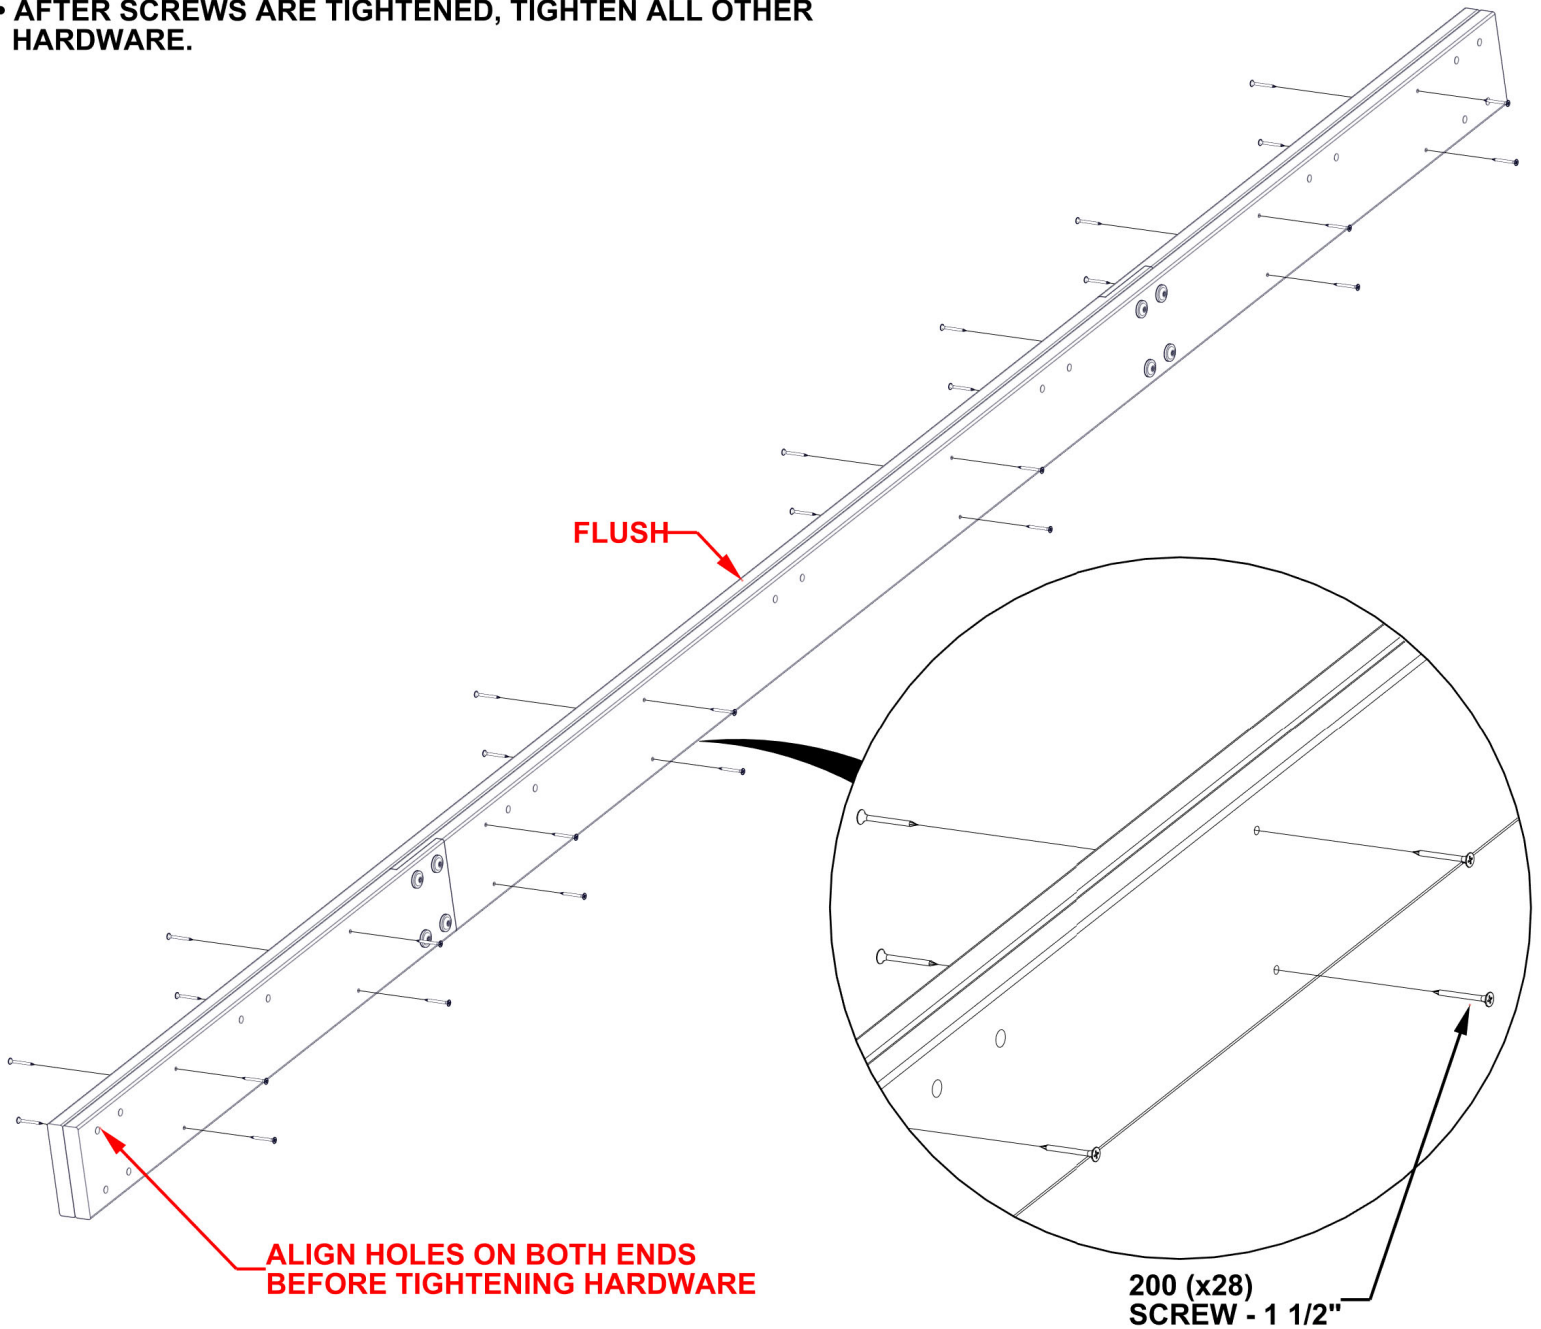 • AFTER SCREWS ARE TIGHTENED, TIGHTEN ALL OTHER
HARDWARE.
FLUSH
ALIGN HOLES ON BOTH ENDS
BEFORE TIGHTENING HARDWARE
200 (x28)
SCREW - 1 1/2"